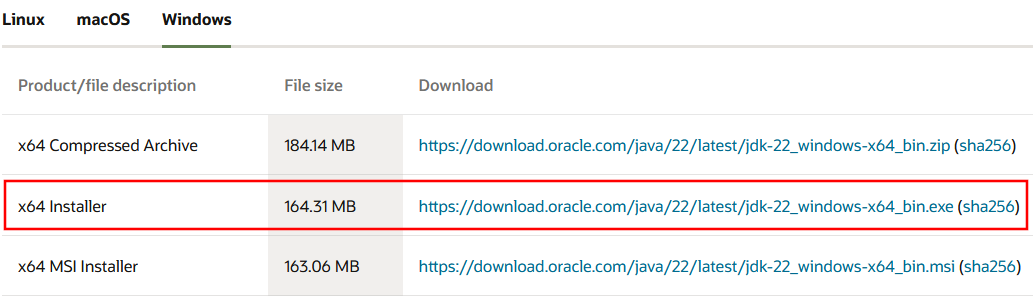 Linux macOS Windows
Product/file description File size Download
x64 Compressed Archive 184.14 MB https://download.oracle.com/java/22/latest/jdk-22_windows-x64_bin.zip (sha256)
x64 Installer 164.31 MB https://download.oracle.com/java/22/latest/jdk-22_windows-x64_bin.exe (sha256)
x64 MSI Installer 163.06 MB https://download.oracle.com/java/22/latest/jdk-22_windows-x64_bin.msi (sha256)